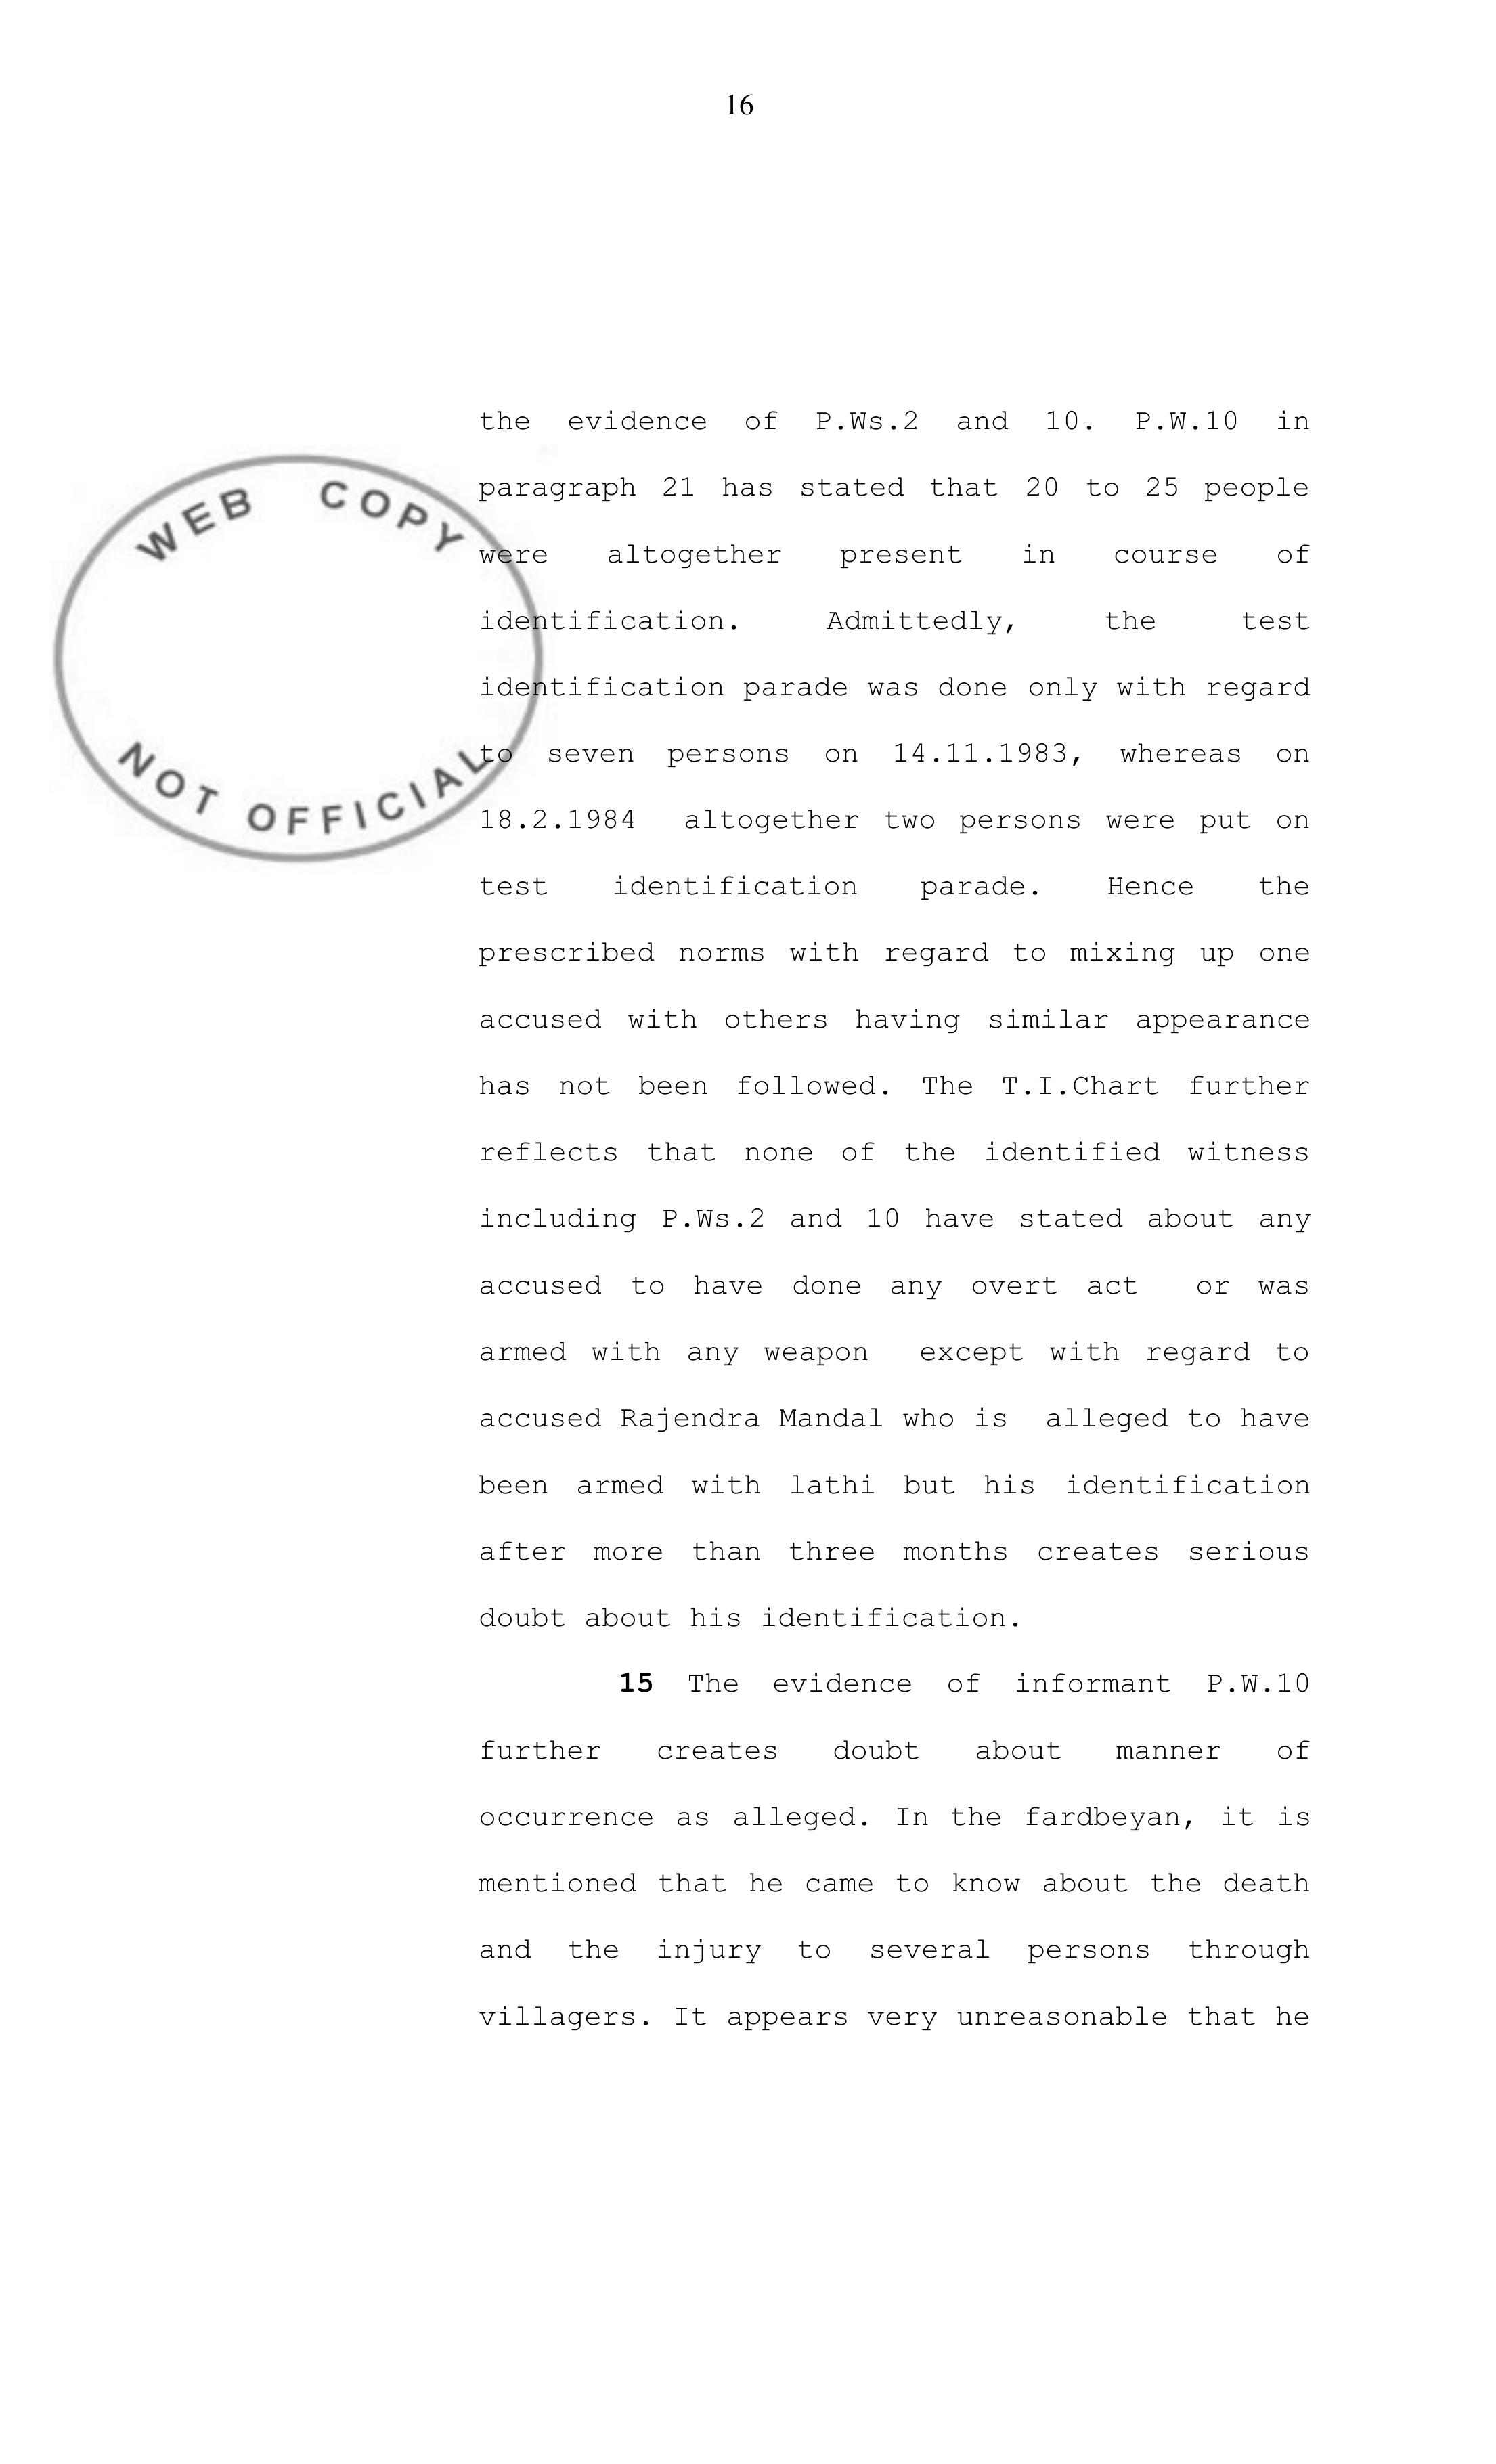 16
WEB COPY
NOT OFFICIAL
the evidence of P.Ws.2 and 10. P.W.10 in
paragraph 21 has stated that 20 to 25 people
were altogether present in course of
identification. Admittedly, the test
identification parade was done only with regard
to seven persons on 14.11.1983, whereas on
18.2.1984 altogether two persons were put on
test identification parade. Hence the
prescribed norms with regard to mixing up one
accused with others having similar appearance
has not been followed. The T.I.Chart further
reflects that none of the identified witness
including P.Ws.2 and 10 have stated about any
accused to have done any overt act or was
armed with any weapon except with regard to
accused Rajendra Mandal who is alleged to have
been armed with lathi but his identification
after more than three months creates serious
doubt about his identification.
15 The evidence of informant P.W.10
further creates doubt about manner of
occurrence as alleged. In the fardbeyan, it is
mentioned that he came to know about the death
and the injury to several persons through
villagers. It appears very unreasonable that he